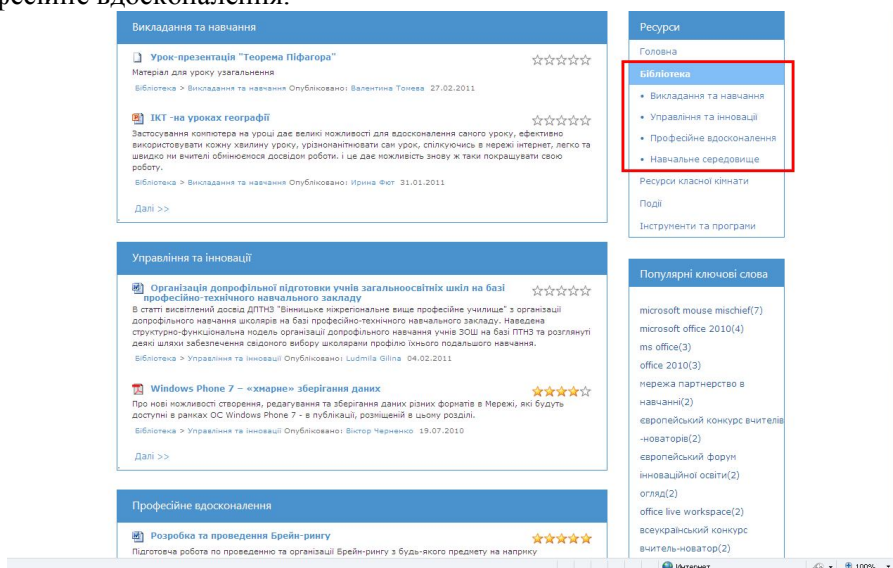 ресійне вдосконалення.
Викладання та навчання
Урок-презентація "Теорема Піфагора"
Матеріал для уроку узагальнення
Бібліотека > Викладання та навчання Опубліковано: Валентина Тонева 27.02.2011
ІКТ -на уроках географії
Застосування компютера на уроці дає великі можливості для вдосконалення самого уроку, ефективно
використовувати кожну хвилину уроку, урізноманітнювати сам урок, спілкуючись в мережі інтернет, легко та
швидко ми вчителі обмінюємося досвідом роботи. і це дає можливість знову ж таки покращувати свою
роботу.
Бібліотека > Викладання та навчання Опубліковано: Ирина Фют 31.01.2011
Далі >>
Управління та інновації
Організація допрофільної підготовки учнів загальноосвітніх шкіл на базі
професійно-технічного навчального закладу
В статті висвітлений досвід ДПТНЗ "Вінницьке міжрегіональне вище професійне училище" з організації
допрофільного навчання школярів на базі професійно-технічного навчального закладу. Наведена
структурно-функціональна модель організації допрофільного навчання учнів ЗОШ на базі ПТНЗ та розглянуті
деякі шляхи забезпечення свідомого вибору школярами профілю їхнього подальшого навчання.
Бібліотека > Управління та інновації Опубліковано: Ludmila Gilina 04.02.2011
Windows Phone 7 – «хмарне» зберігання даних
Про нові можливості створення, редагування та зберігання даних різних форматів в Мережі, які будуть
доступні в рамках ОС Windows Phone 7 - в публікації, розміщеній в цьому розділі.
Бібліотека > Управління та інновації Опубліковано: Віктор Черненко 19.07.2010
Далі >>
Професійне вдосконалення
Розробка та проведення Брейн-рингу
Підготовча робота по проведенню та організації Брейн-рингу з будь-якого предмету на наприку
Ресурси
Головна
Бібліотека
• Викладання та навчання
• Управління та інновації
• Професійне вдосконалення
• Навчальне середовище
Ресурси класної кімнати
Події
Інструменти та програми
Популярні ключові слова
microsoft mouse mischief(7)
microsoft office 2010(4)
ms office(3)
office 2010(3)
мережа партнерство в
навчанні(2)
європейський конкурс вчителів
-новаторів(2)
європейський форум
інноваційної освіти(2)
огляд(2)
office live workspace(2)
всеукраїнський конкурс
вчитель-новатор(2)
Интернет
100%